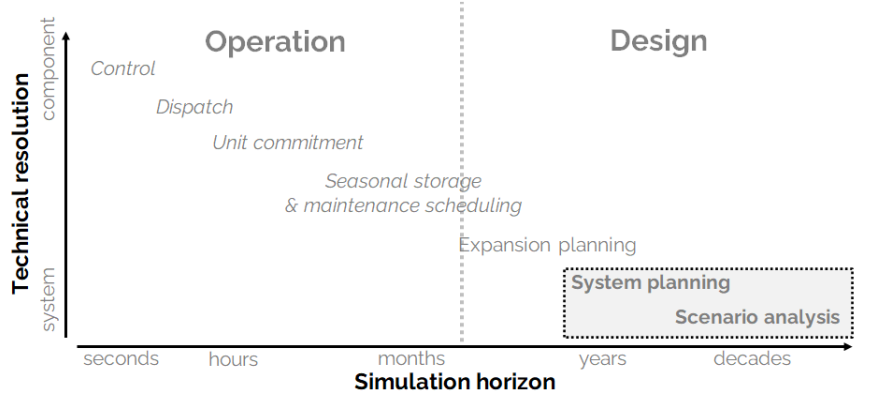 Operation
Design
component
Control
Dispatch
Unit commitment
Seasonal storage
& maintenance scheduling
Expansion planning
System planning
Scenario analysis
system
Technical resolution
seconds
hours
months
years
decades
Simulation horizon